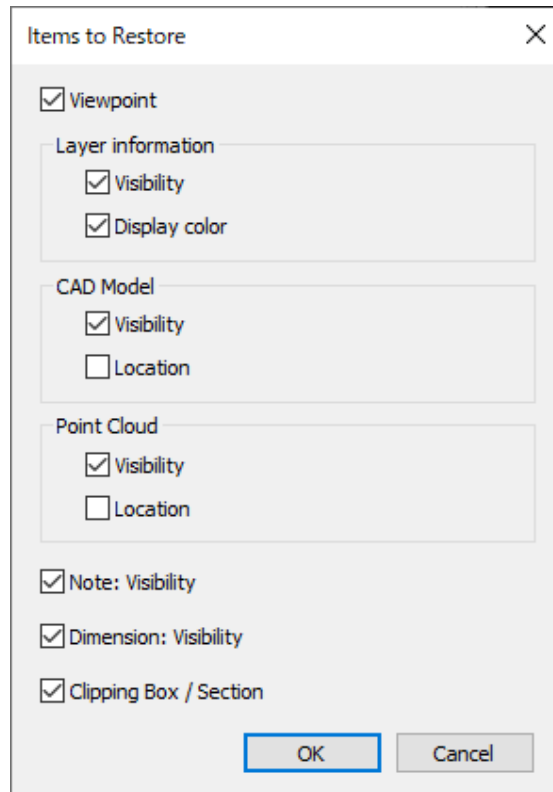 Items to Restore
Viewpoint
Layer information
Visibility
Display color
CAD Model
Visibility
Location
Point Cloud
Visibility
Location
Note: Visibility
Dimension: Visibility
Clipping Box / Section
OK
Cancel